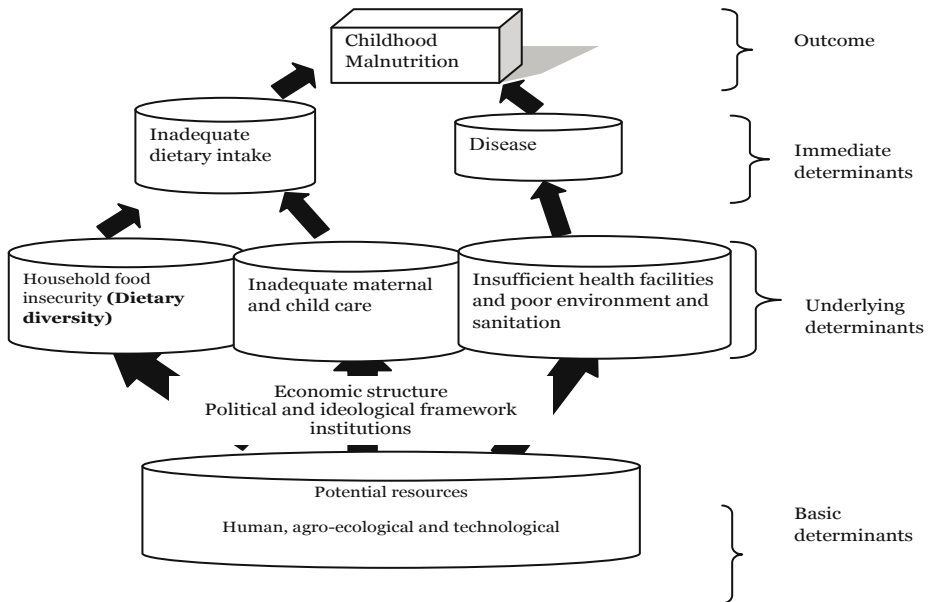 Childhood
Malnutrition
Outcome
Inadequate
dietary intake
Disease
Immediate
determinants
Household food
insecurity (Dietary
diversity)
Inadequate maternal
and child care
Insufficient health facilities
and poor environment and
sanitation
Underlying
determinants
Economic structure
Political and ideological framework
institutions
Potential resources
Human, agro-ecological and technological
Basic
determinants